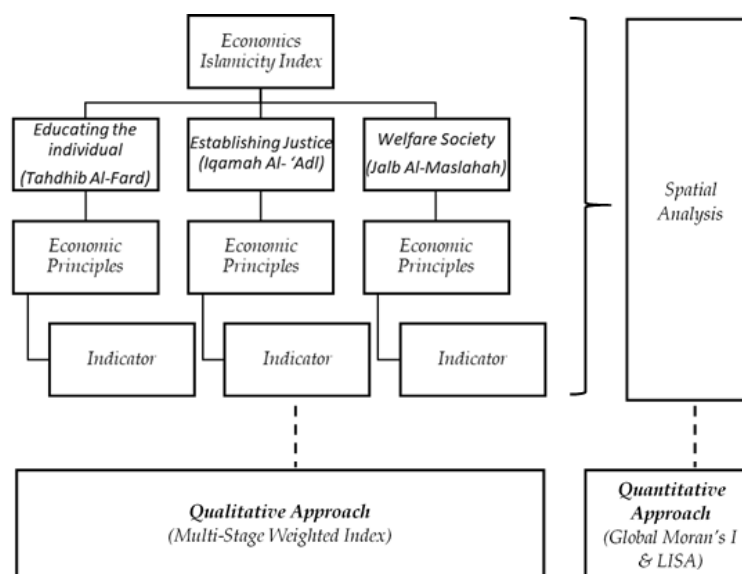 Economics
Islamicity Index
Educating the
individual
(Tahdhib Al-Fard)
Establishing Justice
(Iqamah Al- ‘Adl)
Welfare Society
(Jalb Al-Maslahah)
Economic
Principles
Economic
Principles
Economic
Principles
Indicator
Indicator
Indicator
Spatial
Analysis
Qualitative Approach
(Multi-Stage Weighted Index)
Quantitative
Approach
(Global Moran’s I
& LISA)